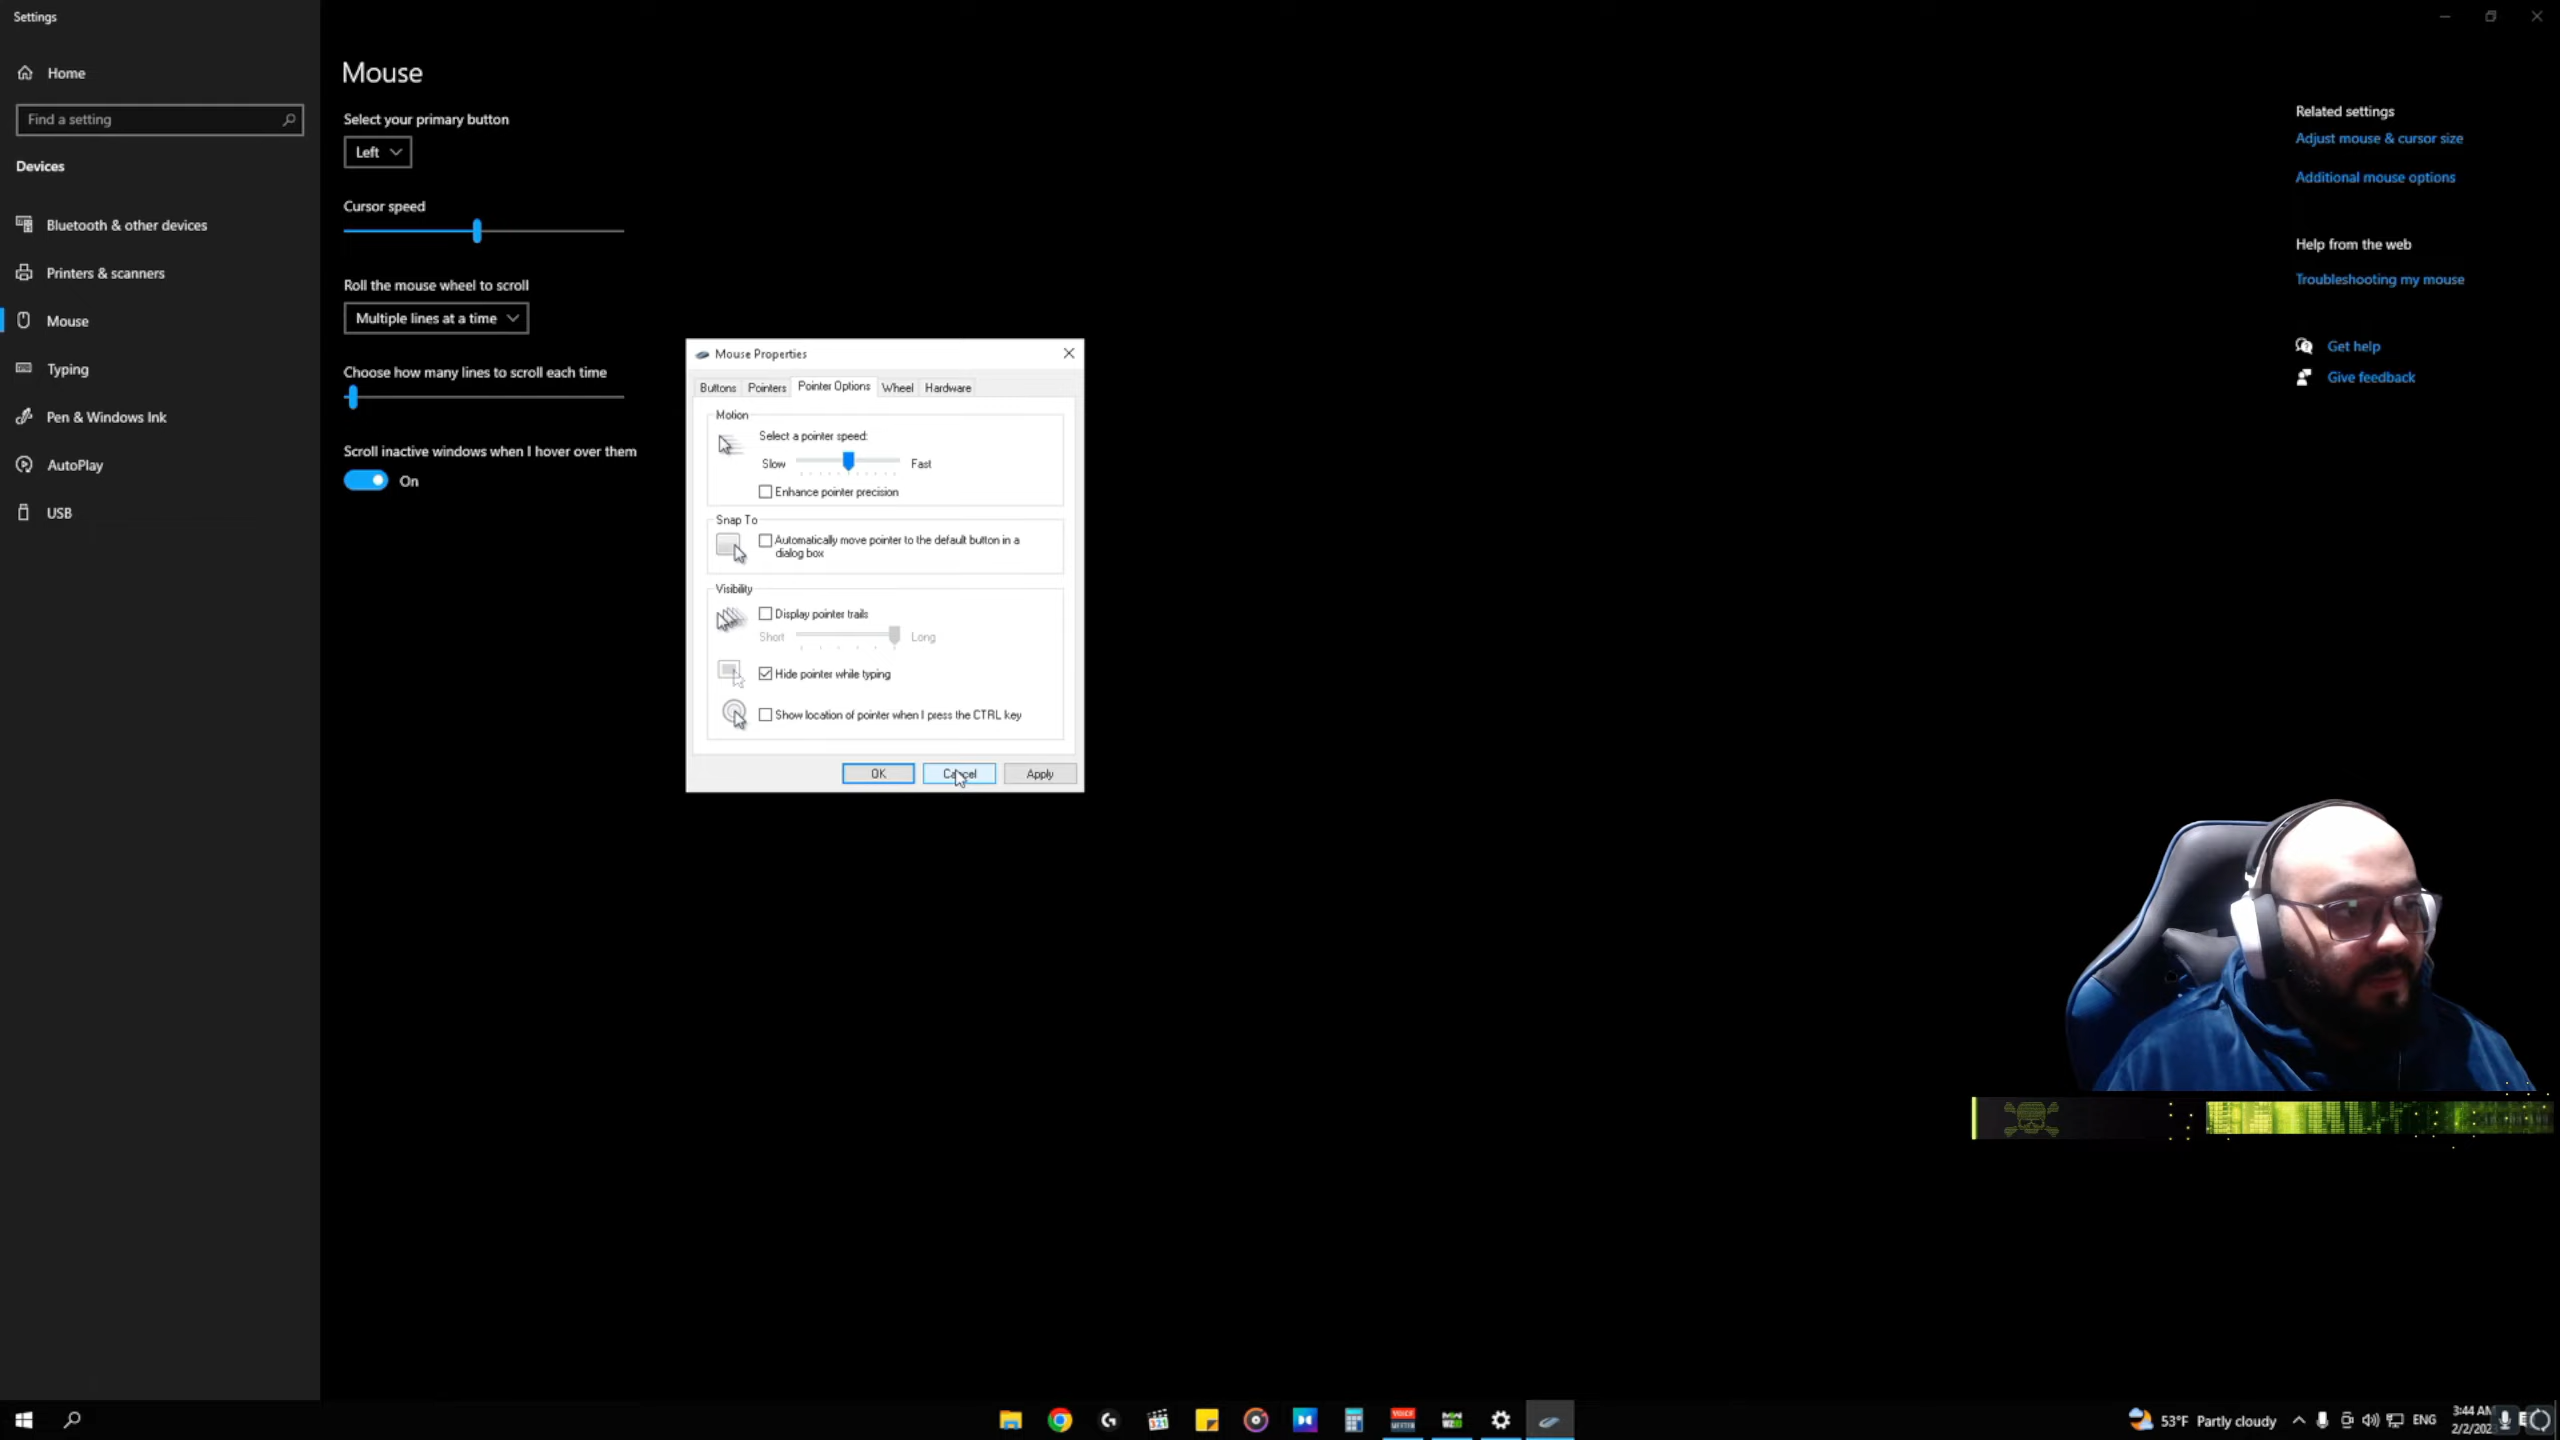 Settings
Home
Find a setting
Devices
Bluetooth & other devices
Printers & scanners
Mouse
Typing
Pen & Windows Ink
AutoPlay
USB
Mouse
Select your primary button
Left
Cursor speed
Roll the mouse wheel to scroll
Multiple lines at a time
Choose how many lines to scroll each time
Scroll inactive windows when I hover over them
On
Related settings
Adjust mouse & cursor size
Additional mouse options
Help from the web
Troubleshooting my mouse
Get help
Give feedback
Mouse Properties
Buttons Pointers Pointer Options Wheel Hardware
Motion
Select a pointer speed:
Slow Fast
Enhance pointer precision
Snap To
Automatically move pointer to the default button in a
dialog box
Visibility
Display pointer trails
Short Long
Hide pointer while typing
Show location of pointer when I press the CTRL key
OK Cancel Apply
53°F Partly cloudy
ENG
3:44 AM